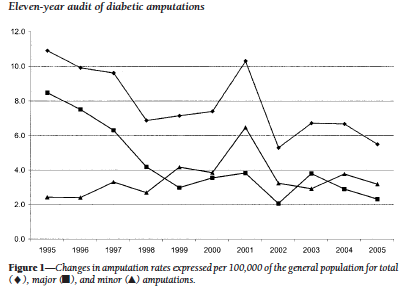 Eleven-year audit of diabetic amputations
12.0
10.0
8.0
6.0
4.0
2.0
0.0
1995 1996 1997 1998 1999 2000 2001 2002 2003 2004 2005
Figure 1—Changes in amputation rates expressed per 100,000 of the general population for total
(◆), major (■), and minor (▲) amputations.